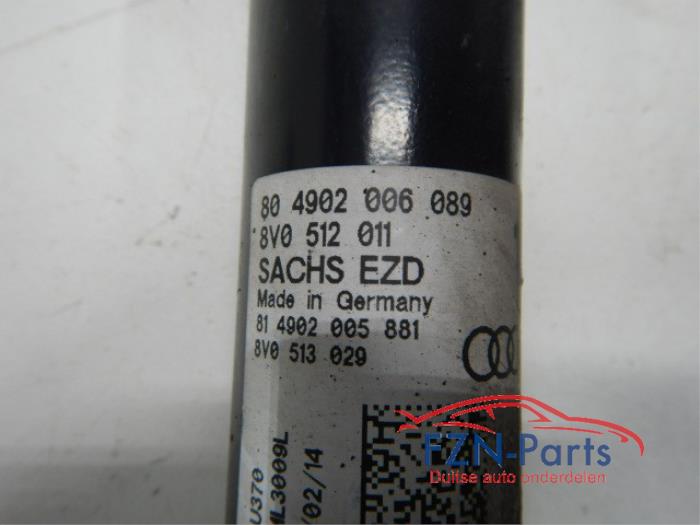 80 4902 006 089
8V0 512 011
SACHS EZD
Made in Germany
81 4902 005 881
8V0 513 029
U370
ML3009L
/02/14
FZN-Parts
Duitse auto onderdelen